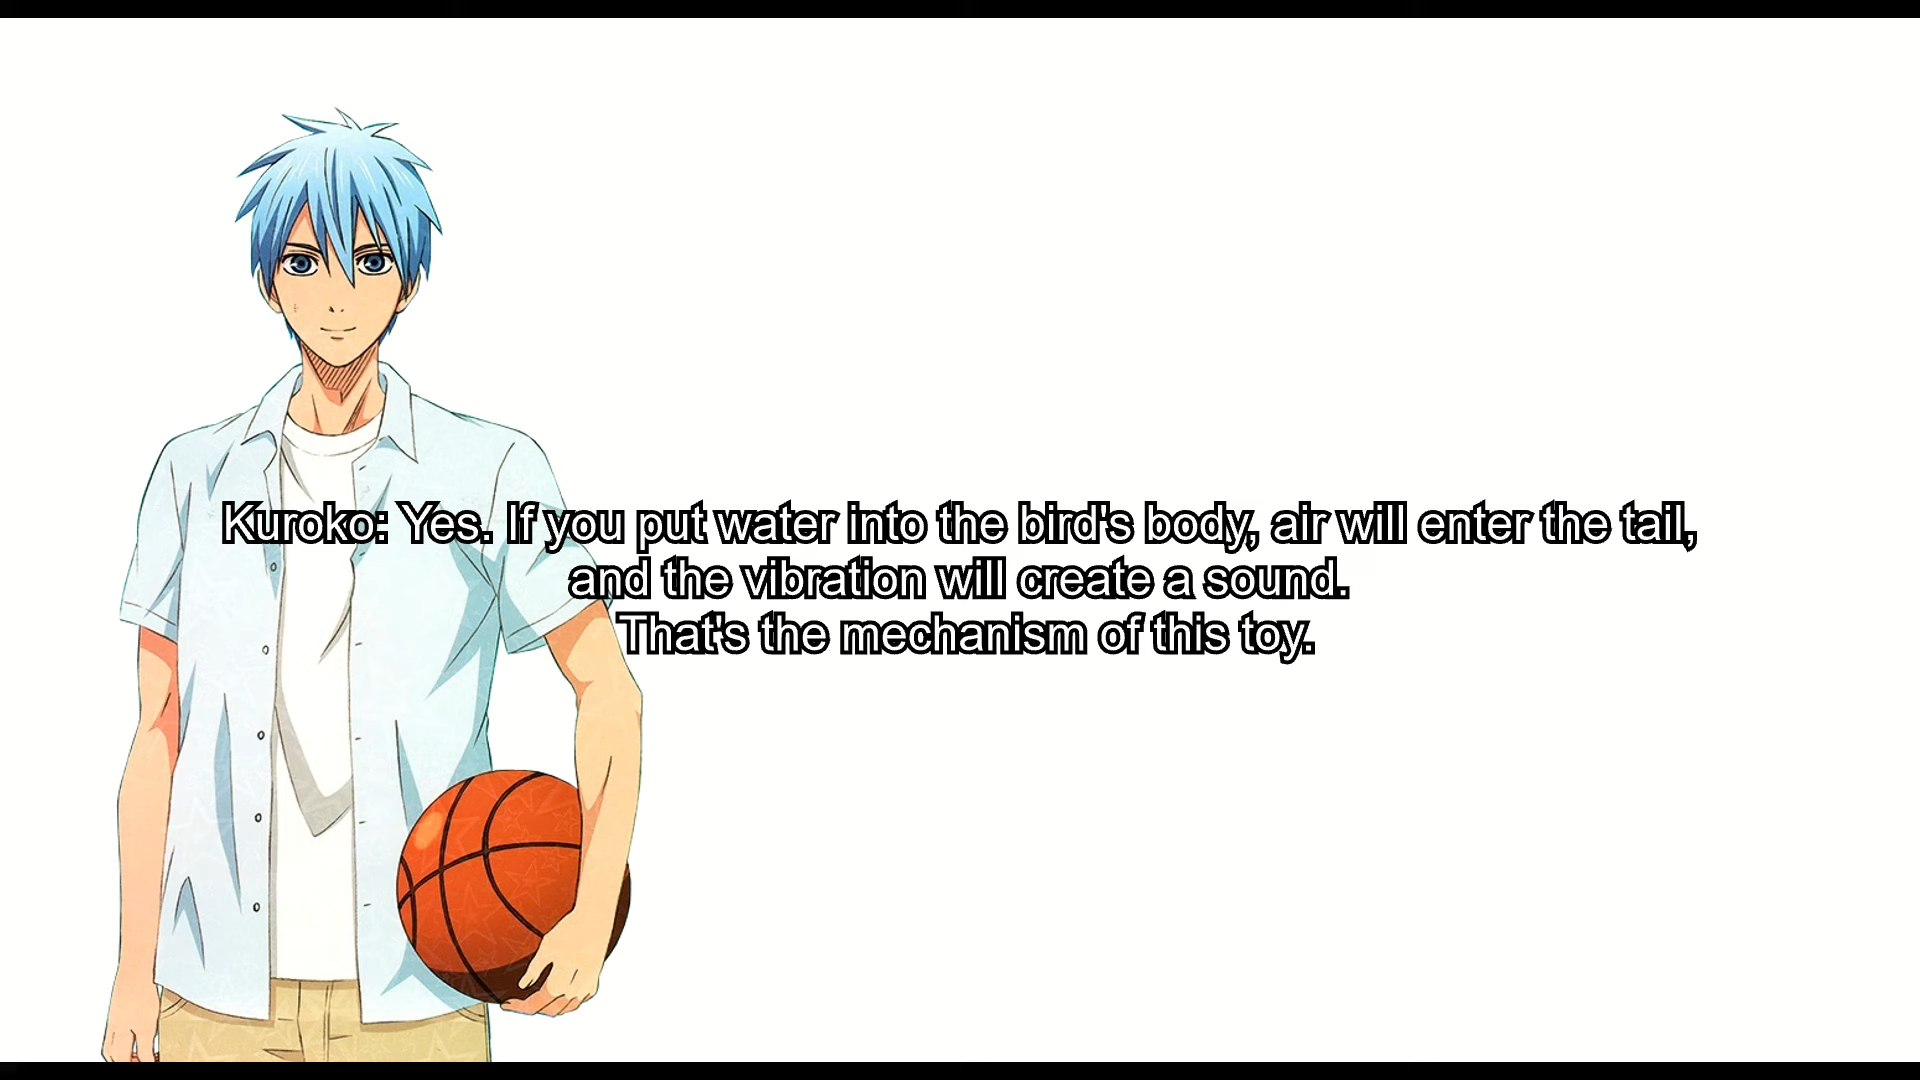 Kuroko: Yes. If you put water into the bird's body, air will enter the tail,
and the vibration will create a sound.
That's the mechanism of this toy.